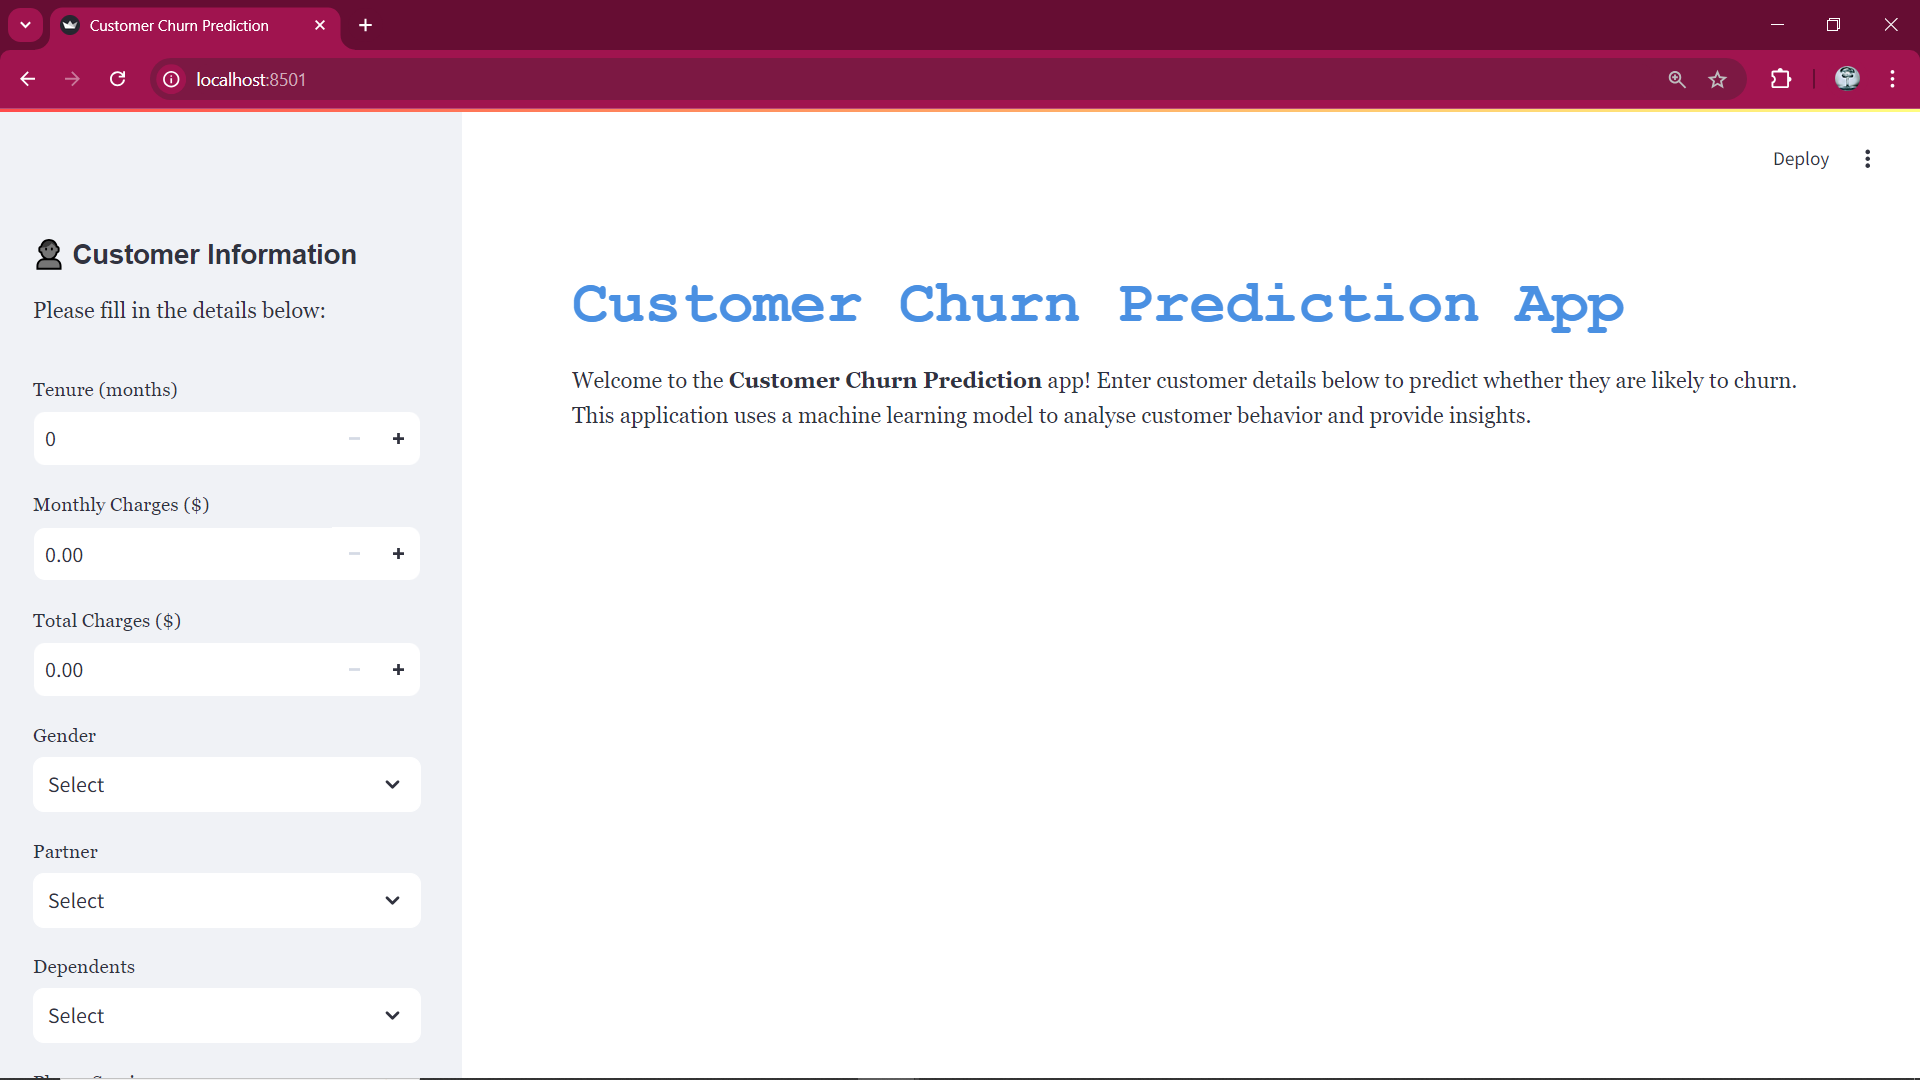 Customer Churn Prediction
localhost:8501
Deploy
Customer Information
Please fill in the details below:
Tenure (months)
0
Monthly Charges ($)
0.00
Total Charges ($)
0.00
Gender
Select
Partner
Select
Dependents
Select
Customer Churn Prediction App
Welcome to the Customer Churn Prediction app! Enter customer details below to predict whether they are likely to churn.
This application uses a machine learning model to analyse customer behavior and provide insights.